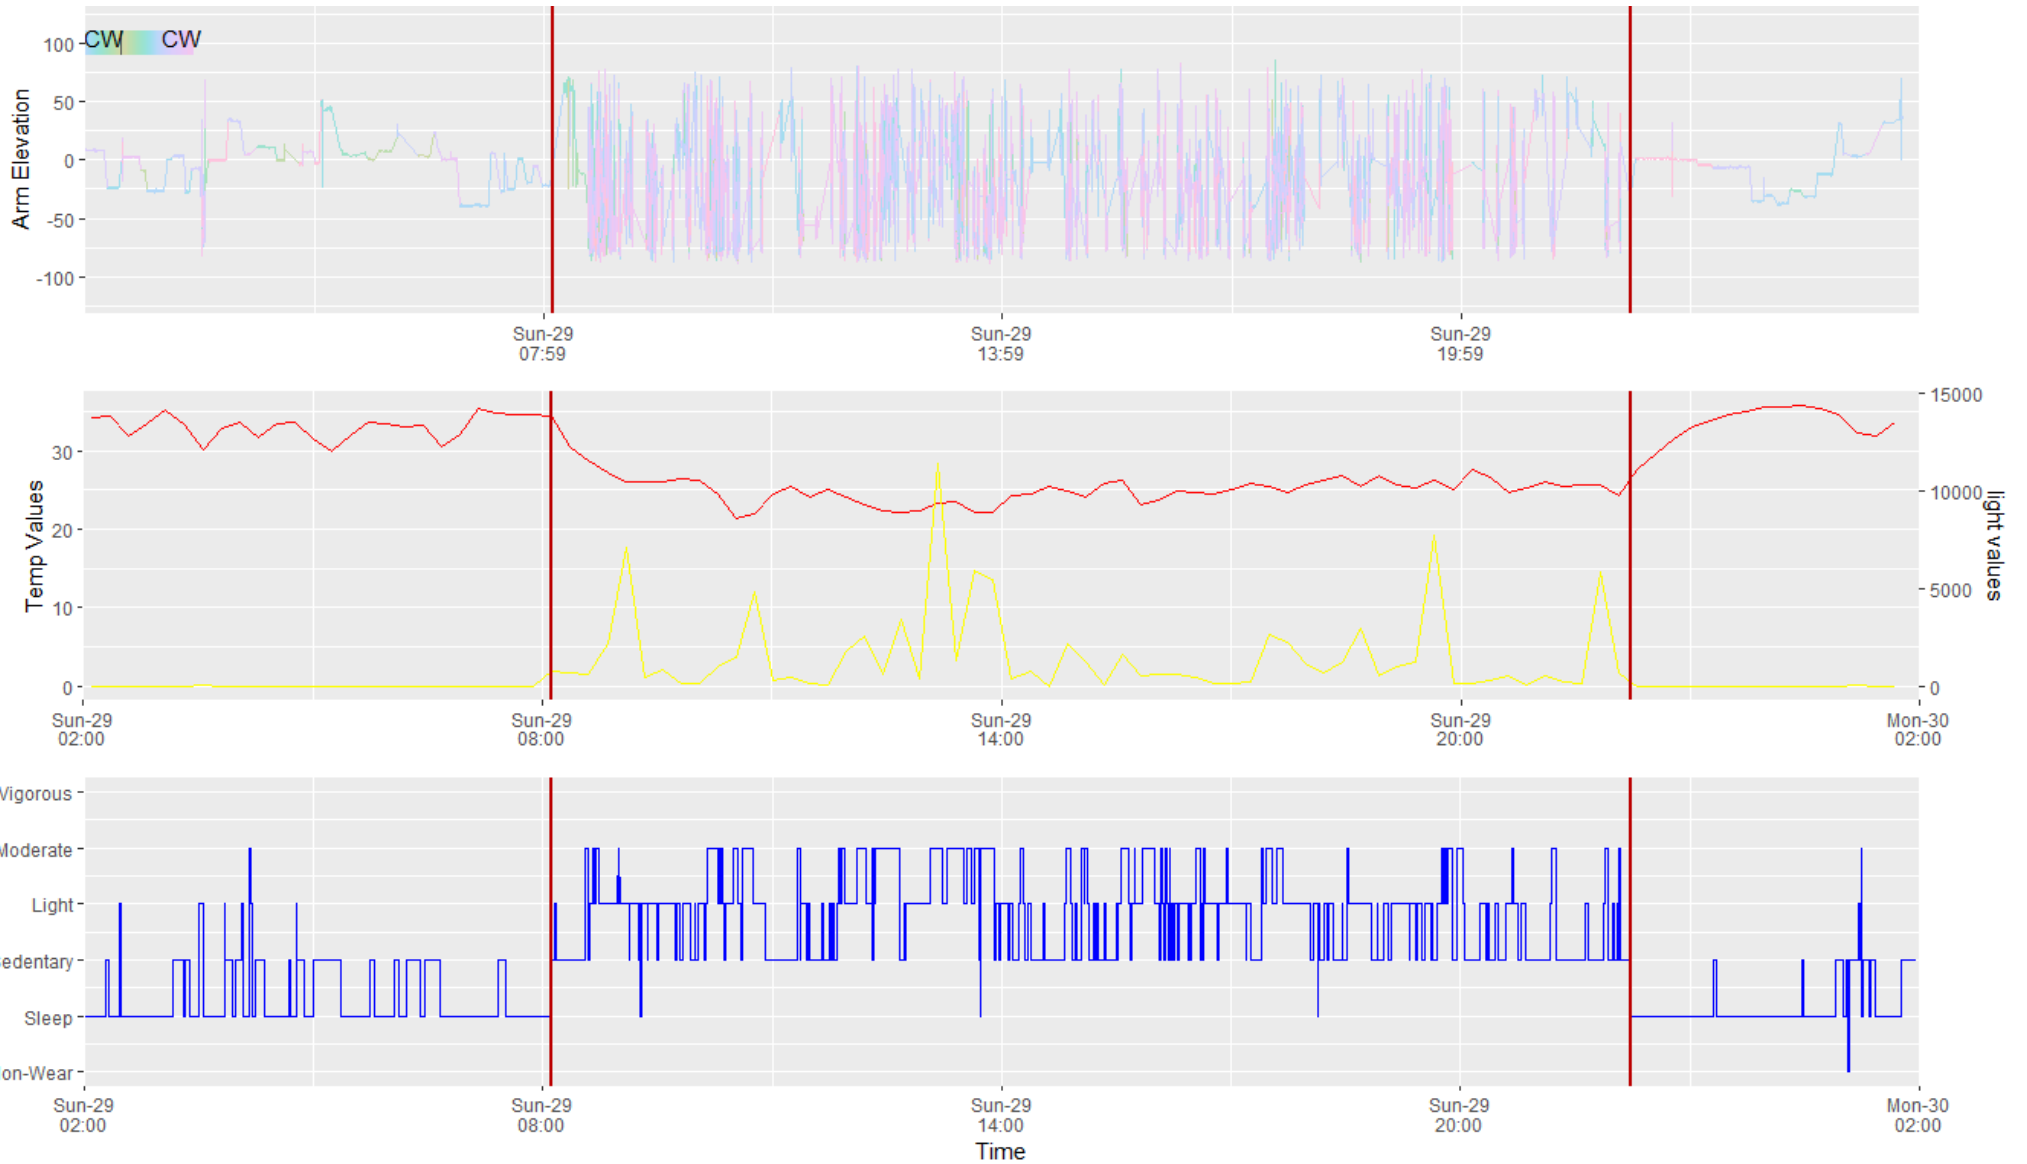 CW CW
Arm Elevation
100
50
0
-50
-100
Sun-29 Sun-29 Sun-29
07:59 13:59 19:59
Temp Values
30
20
10
0
15000
10000
5000
0
light values
Sun-29 Sun-29 Sun-29 Sun-29 Mon-30
02:00 08:00 14:00 20:00 02:00
Vigorous
Moderate
Light
Sedentary
Sleep
on-Wear
Sun-29 Sun-29 Sun-29 Sun-29 Mon-30
02:00 08:00 14:00 20:00 02:00
Time